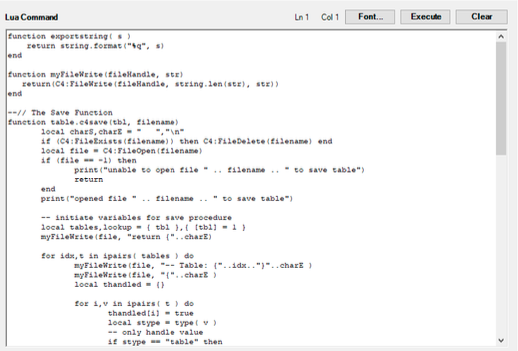 Lua Command
Ln 1 Col 1 Font... Execute Clear
function exportstring( s )
    return string.format("%q", s)
end

function myFileWrite(fileHandle, str)
    return(C4:FileWrite(fileHandle, string.len(str), str))
end

--// The Save Function
function table.c4save(tbl, filename)
        local charS,charE = "   ","\n"
        if (C4:FileExists(filename)) then C4:FileDelete(filename) end
        local file = C4:FileOpen(filename)
        if (file == -1) then
                print("unable to open file " .. filename .. " to save table")
                return
        end
        print("opened file " .. filename .. " to save table")

        -- initiate variables for save procedure
        local tables,lookup = { tbl },{ [tbl] = 1 }
        myFileWrite(file, "return {"..charE)

        for idx,t in ipairs( tables ) do
                myFileWrite(file, "-- Table: {"..idx.."}"..charE )
                myFileWrite(file, "{"..charE )
                local thandled = {}

                for i,v in ipairs( t ) do
                        thandled[i] = true
                        local stype = type( v )
                        -- only handle value
                        if stype == "table" then